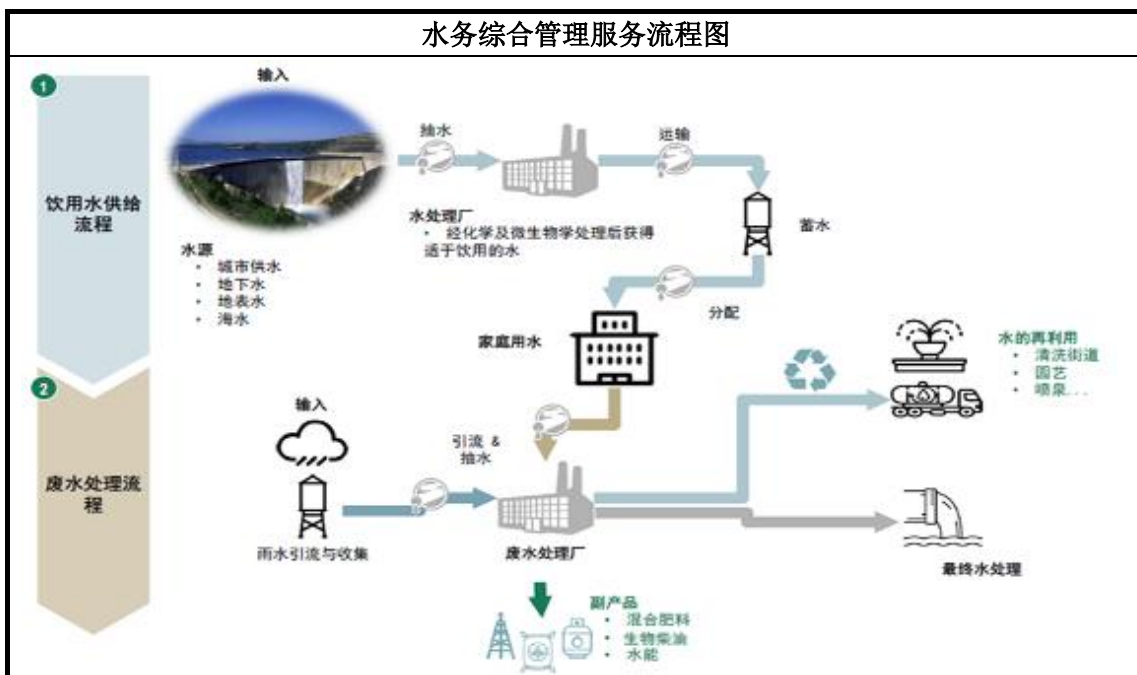 水务综合管理服务流程图
1
饮用水供给
流程
输入
水源
• 城市供水
• 地下水
• 地表水
• 海水
抽水
水处理厂
• 经化学及微生物学处理后获得
适于饮用的水
运输
蓄水
分配
家庭用水
水的再利用
• 清洗街道
• 园艺
• 喷泉...
2
废水处理流
程
输入
雨水引流与收集
引流 &
抽水
废水处理厂
最终水处理
副产品
• 混合肥料
• 生物柴油
• 水能